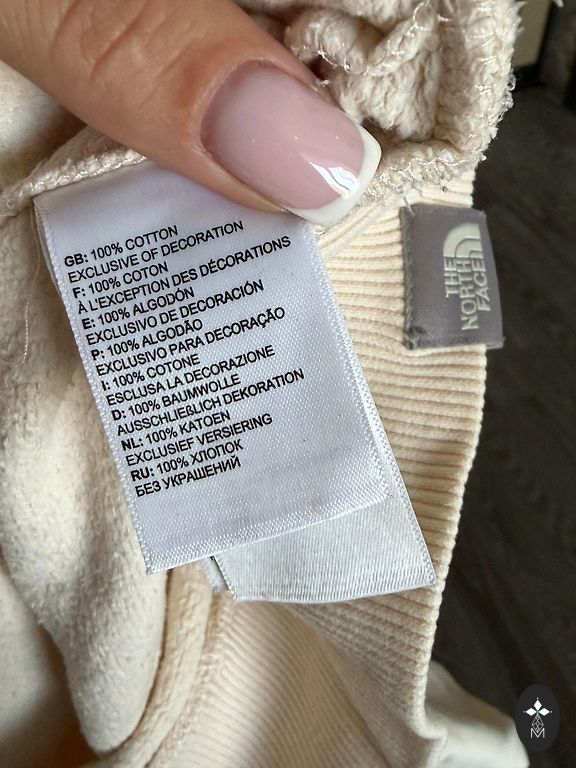 GB: 100% COTTON
EXCLUSIVE OF DECORATION
F: 100% COTON
À L'EXCEPTION DES DÉCORATIONS
E: 100% ALGODÓN
EXCLUSIVO DE DECORACIÓN
P: 100% ALGODÃO
EXCLUSIVO PARA DECORAÇÃO
I: 100% COTONE
ESCLUSA LA DECORAZIONE
D: 100% BAUMWOLLE
AUSSCHLIEßLICH DEKORATION
NL: 100% KATOEN
EXCLUSIEF VERSIERING
RU: 100% ХЛОПОК
БЕЗ УКРАШЕНИЙ
THE
NORTH
FACE
M